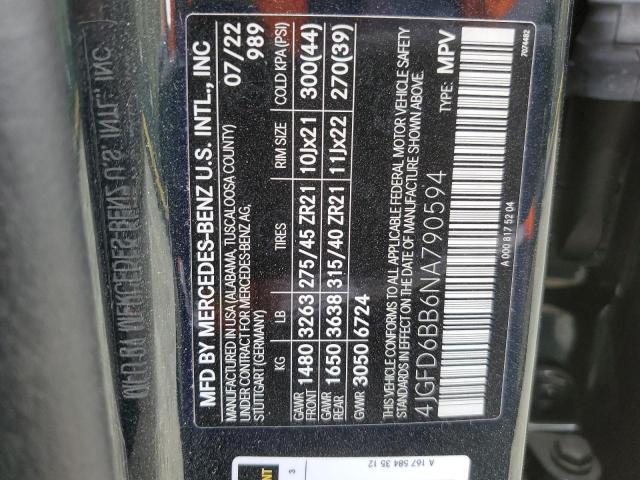 MFD BY MERCEDES-BENZ U.S. INTL., INC
MANUFACTURED IN USA (ALABAMA, TUSCALOOSA COUNTY)
UNDER CONTRACT FOR MERCEDES-BENZ AG,
STUTTGART (GERMANY)
07/22
989
KG LB TIRES RIM SIZE COLD KPA (PSI)
GAWR FRONT 1480 3263 275/45 ZR21 10Jx21 300(44)
GAWR REAR 1650 3638 315/40 ZR21 11Jx22 270(39)
GVWR 3050 6724
THIS VEHICLE CONFORMS TO ALL APPLICABLE FEDERAL MOTOR VEHICLE SAFETY
STANDARDS IN EFFECT ON THE DATE OF MANUFACTURE SHOWN ABOVE.
4JGFD6BB6NA790594 TYPE: MPV
A 000 817 52 04
7074482
A 167 584 35 12
3